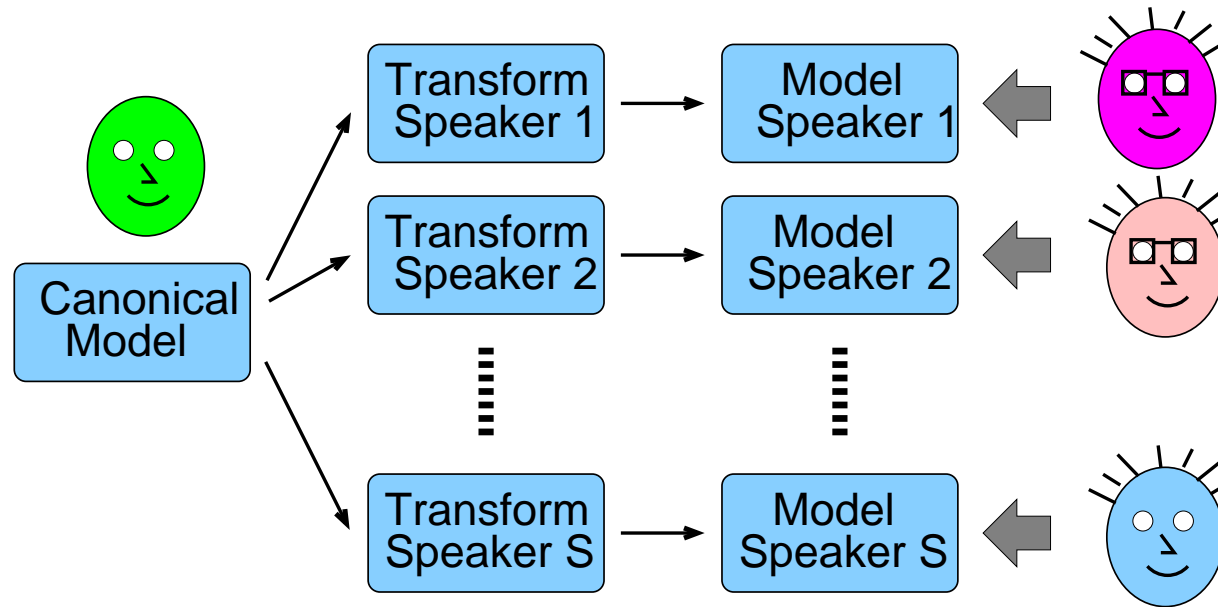 Transform
Speaker 1
Model
Speaker 1
Transform
Speaker 2
Model
Speaker 2
Canonical
Model
Transform
Speaker S
Model
Speaker S